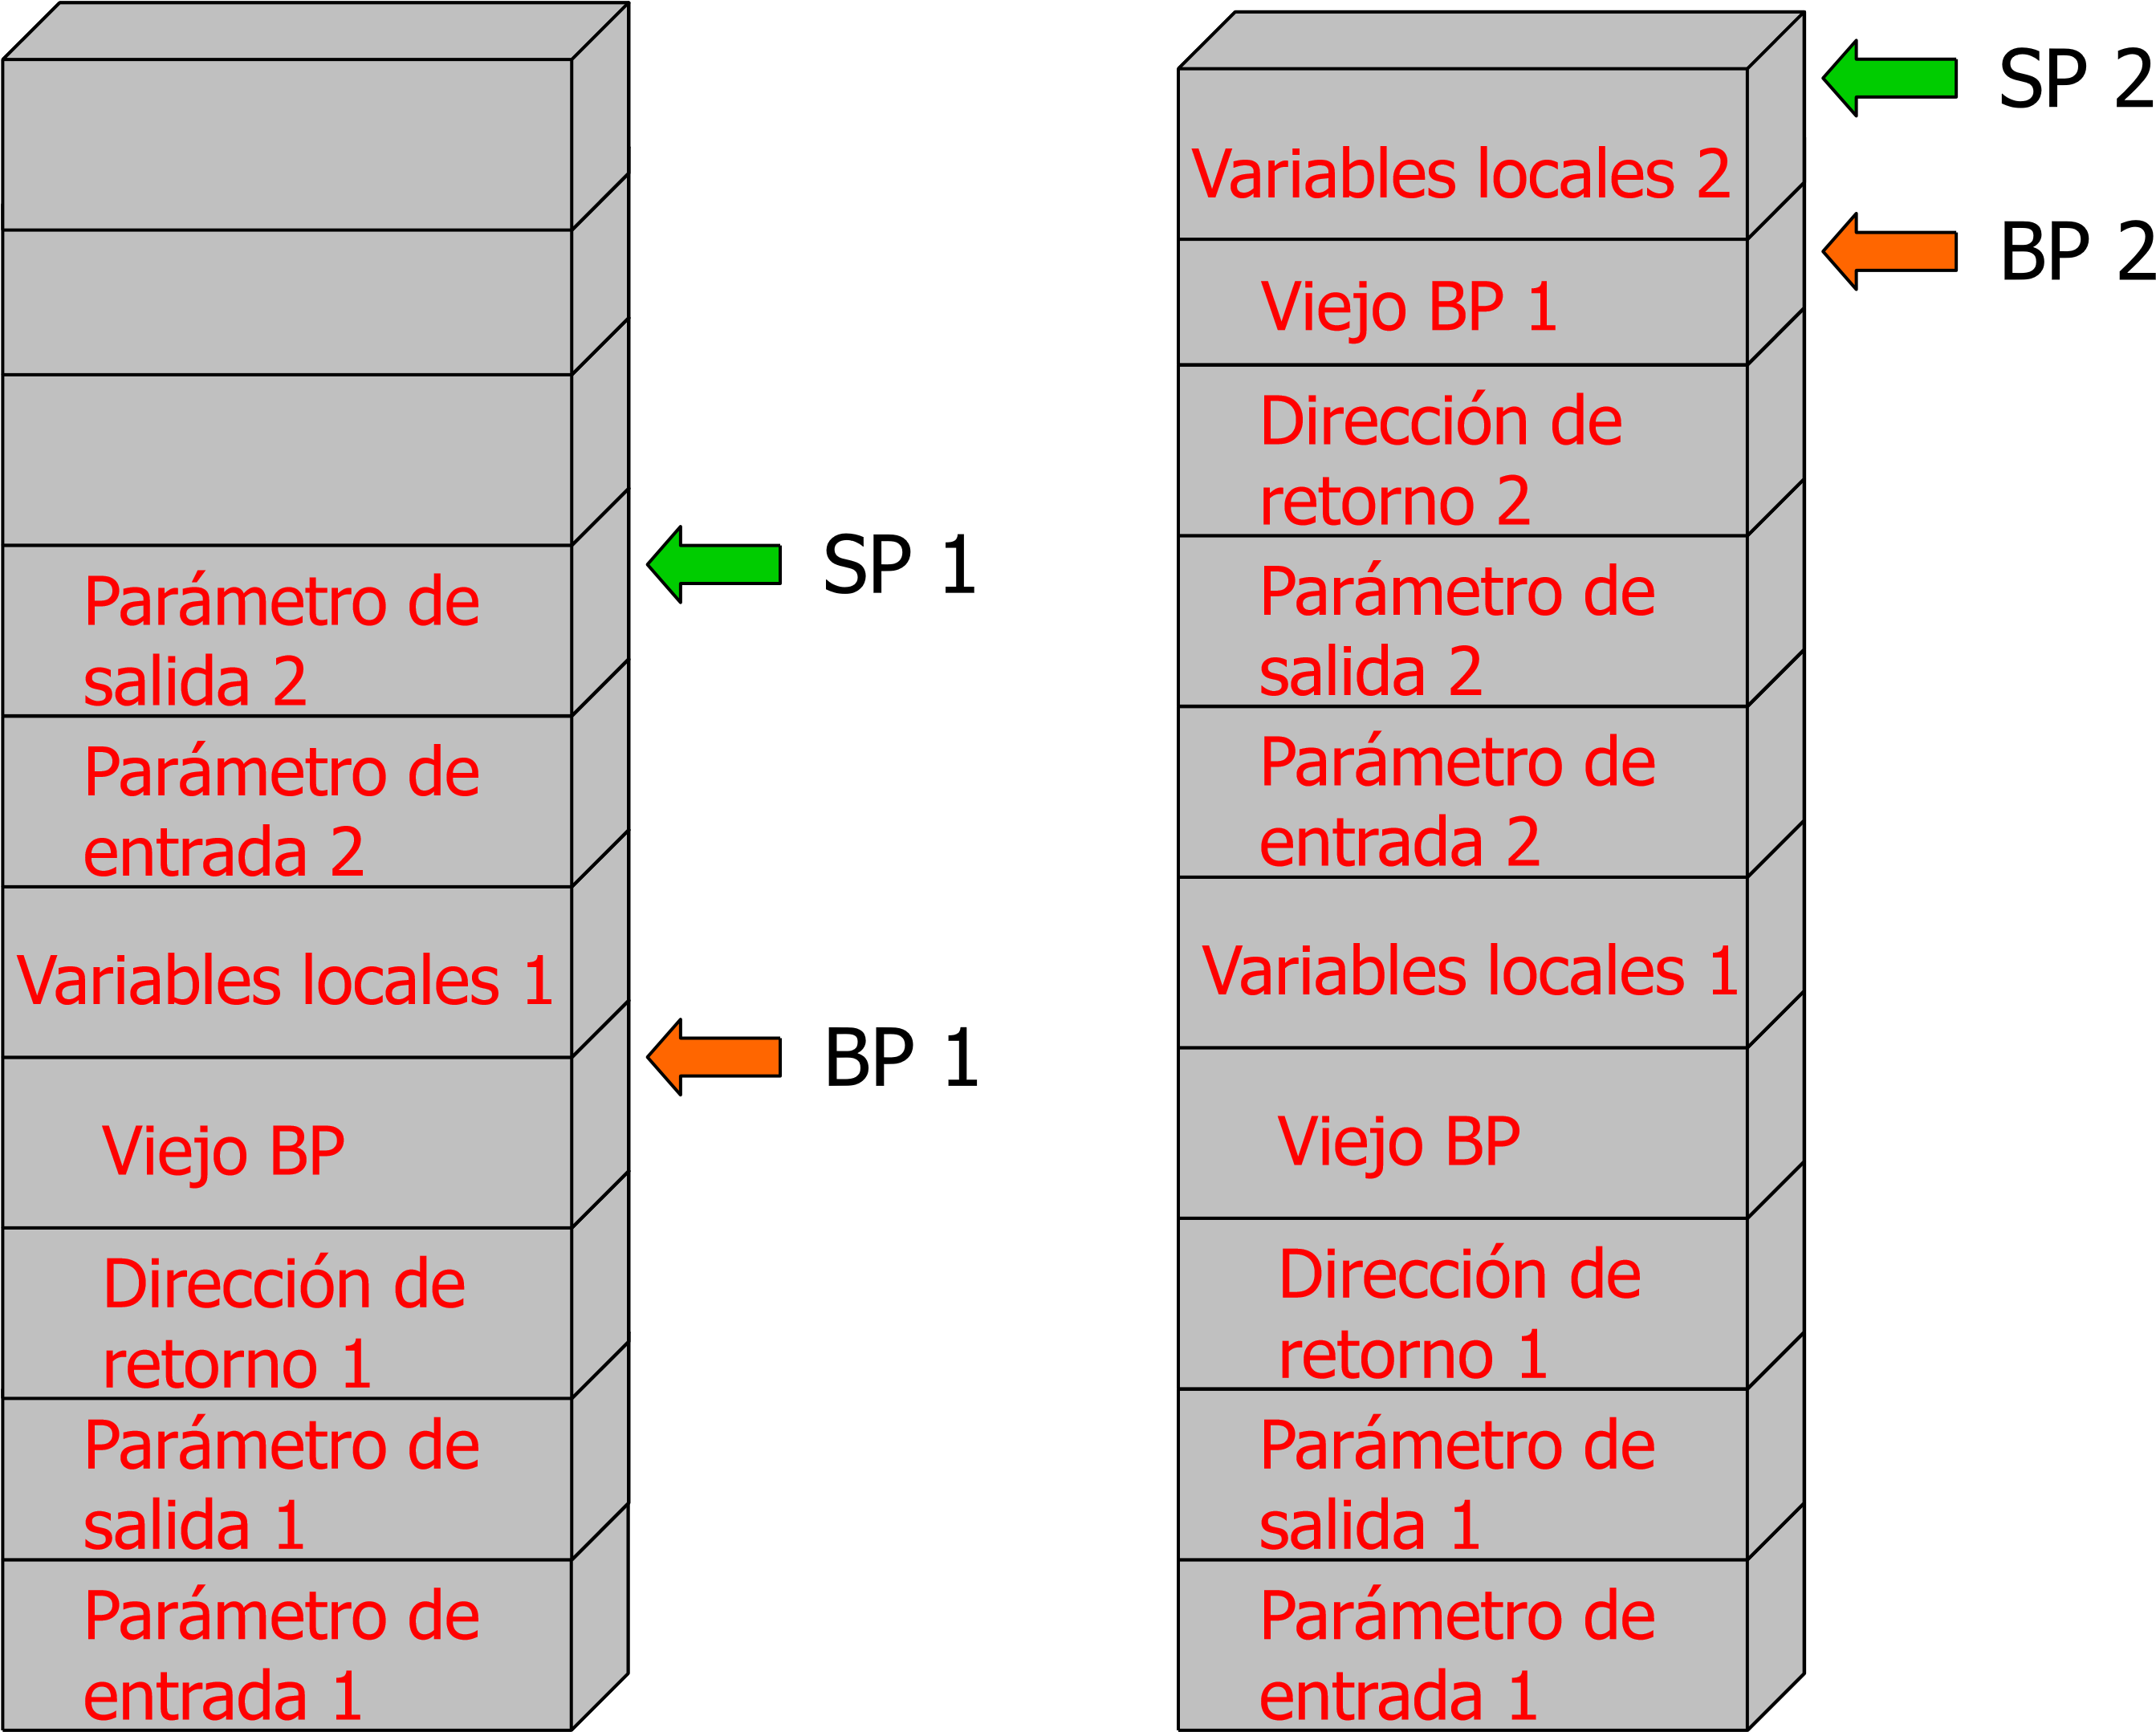 Parámetro de
salida 2
Parámetro de
entrada 2
Variables locales 1
Viejo BP
Dirección de
retorno 1
Parámetro de
salida 1
Parámetro de
entrada 1
SP 1
BP 1
Variables locales 2
Viejo BP 1
Dirección de
retorno 2
Parámetro de
salida 2
Parámetro de
entrada 2
Variables locales 1
Viejo BP
Dirección de
retorno 1
Parámetro de
salida 1
Parámetro de
entrada 1
SP 2
BP 2